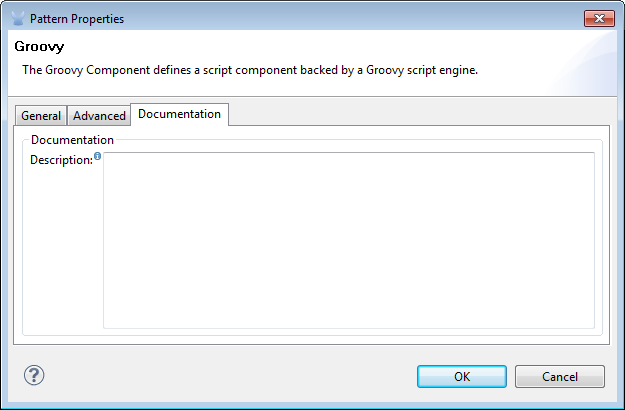 Pattern Properties
Groovy
The Groovy Component defines a script component backed by a Groovy script engine.
General Advanced Documentation
Documentation
Description:
OK Cancel